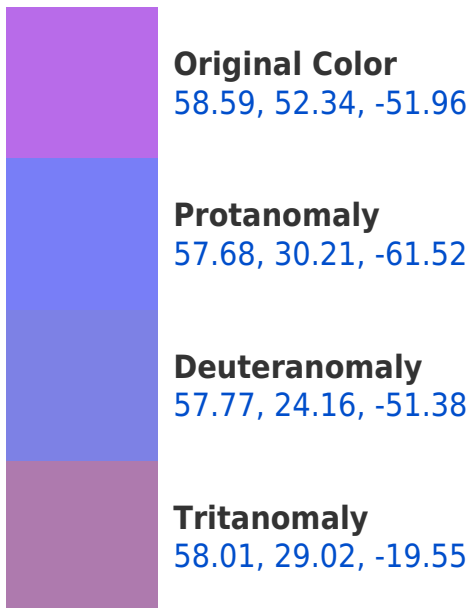 Original Color
58.59, 52.34, -51.96
Protanomaly
57.68, 30.21, -61.52
Deuteranomaly
57.77, 24.16, -51.38
Tritanomaly
58.01, 29.02, -19.55